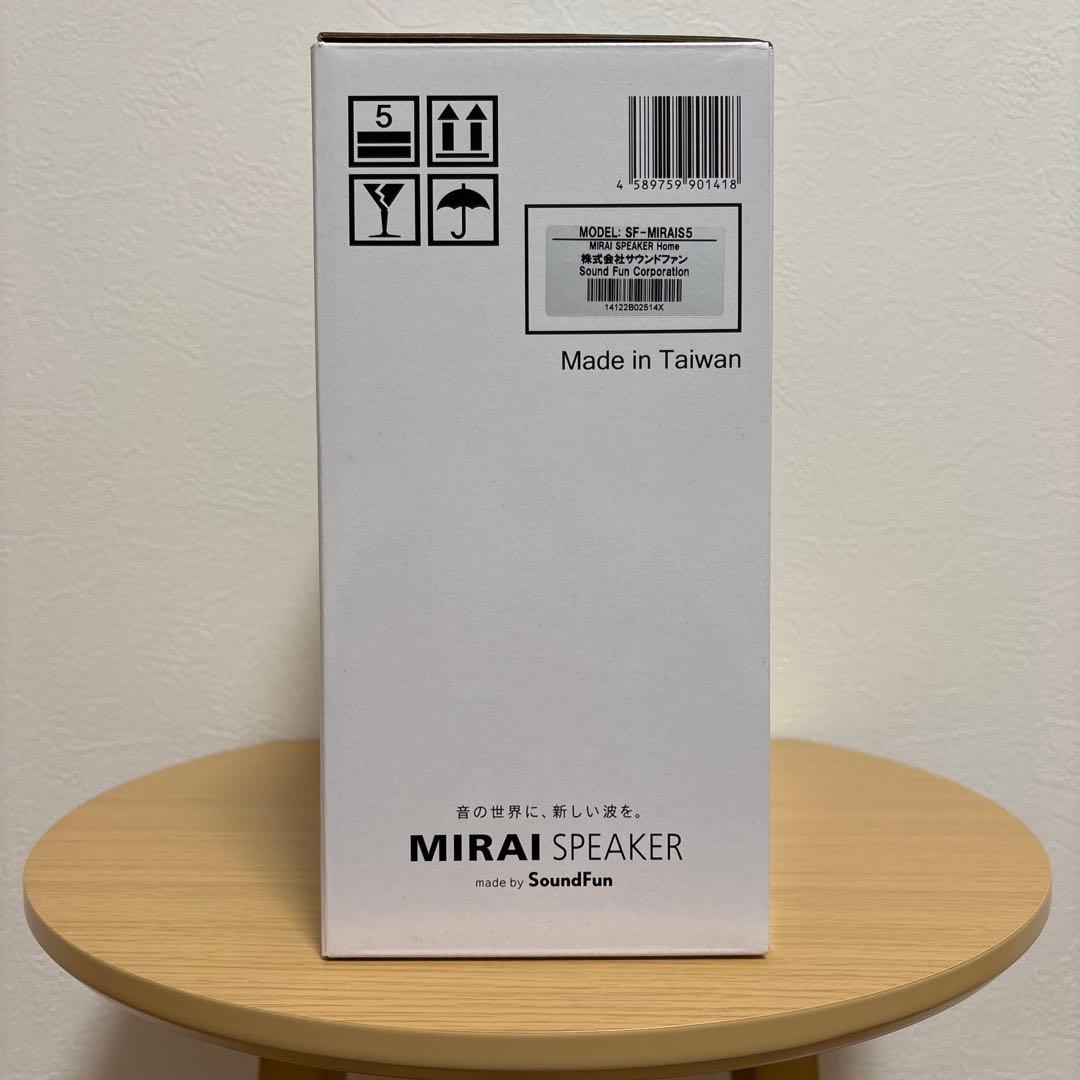 5
4 589759 901418
MODEL: SF-MIRAIS5
MIRAI SPEAKER Home
株式会社サウンドファン
Sound Fun Corporation
14122B02514X
Made in Taiwan
音の世界に、新しい波を。
MIRAI SPEAKER
made by SoundFun